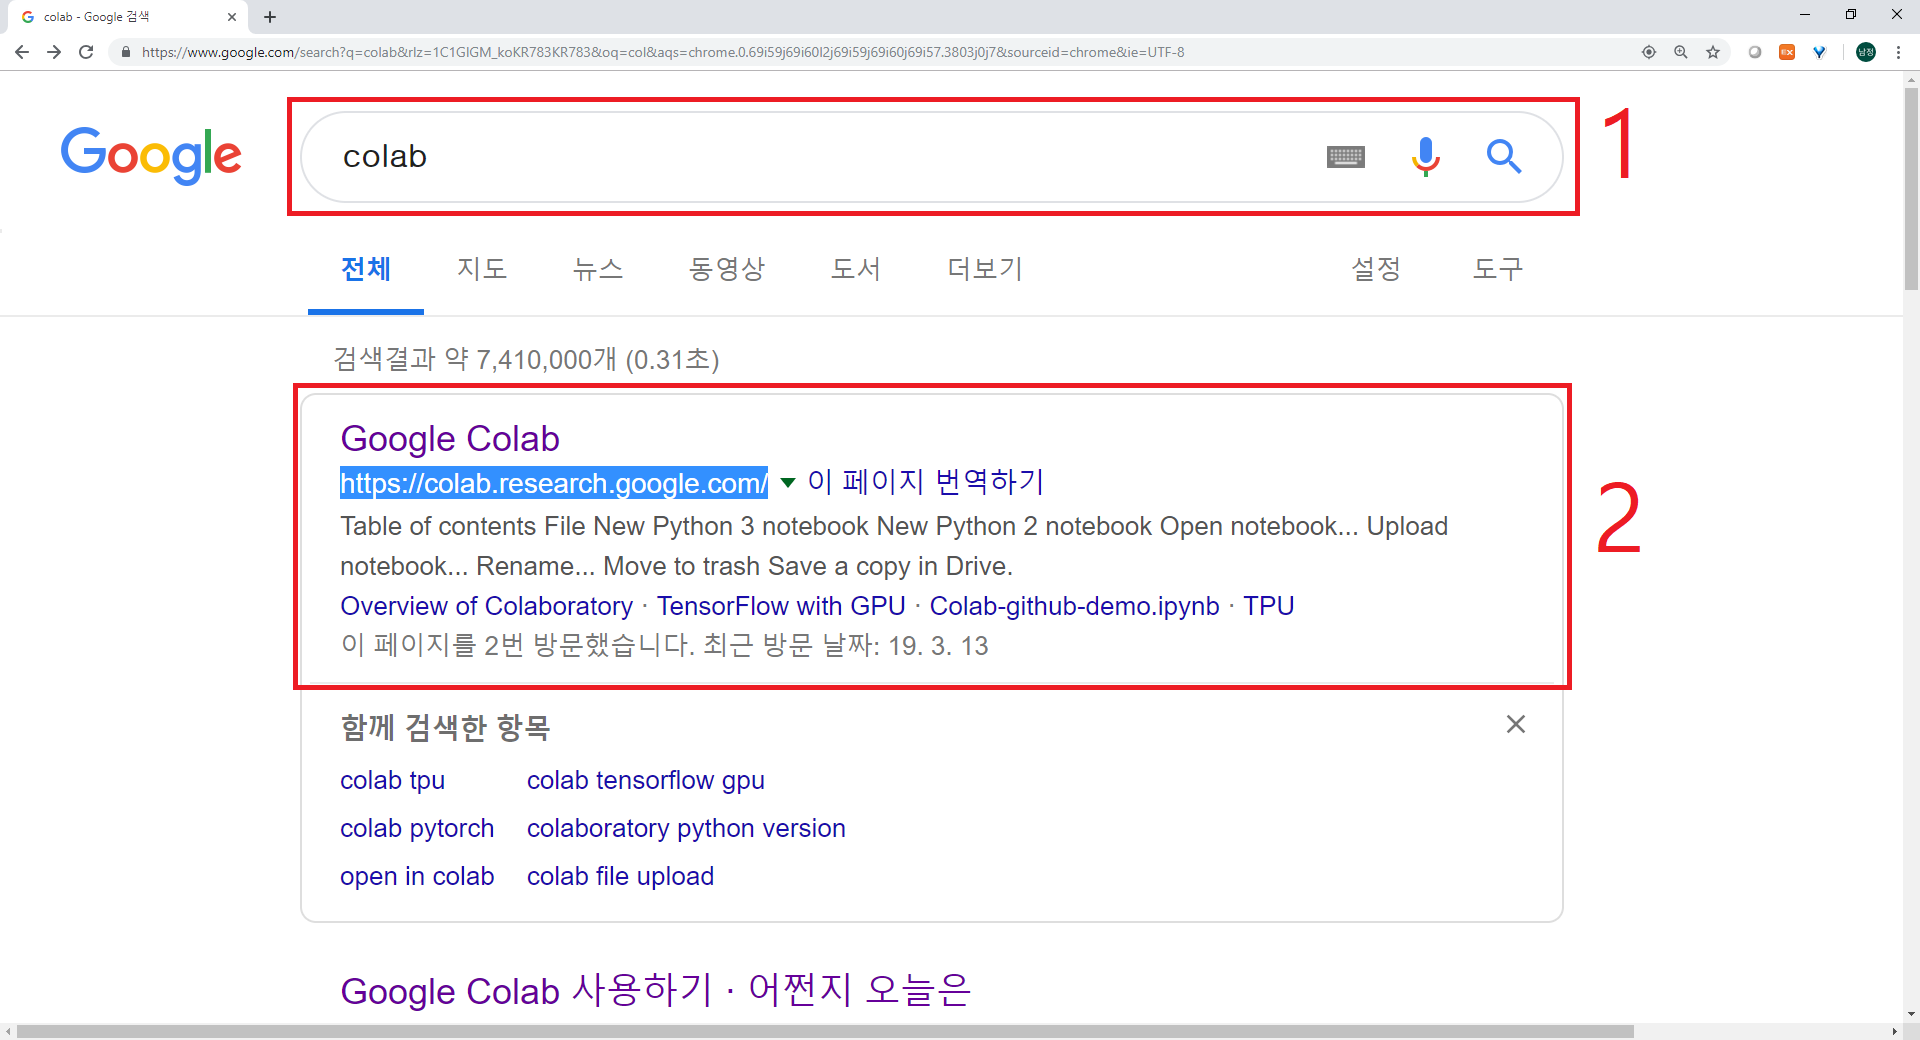 colab - Google 검색
https://www.google.com/search?q=colab&rlz=1C1GIGM_koKR783KR783&oq=col&aqs=chrome.0.69i59j69i60l2j69i59j69i60j69i57.3803j0j7&sourceid=chrome&ie=UTF-8
EX
남정
Google
colab
1
전체 지도 뉴스 동영상 도서 더보기 설정 도구
검색결과 약 7,410,000개 (0.31초)
Google Colab
https://colab.research.google.com/ ▼ 이 페이지 번역하기
2
Table of contents File New Python 3 notebook New Python 2 notebook Open notebook... Upload
notebook... Rename... Move to trash Save a copy in Drive.
Overview of Colaboratory · TensorFlow with GPU · Colab-github-demo.ipynb · TPU
이 페이지를 2번 방문했습니다. 최근 방문 날짜: 19. 3. 13
함께 검색한 항목
colab tpu colab tensorflow gpu
colab pytorch colaboratory python version
open in colab colab file upload
Google Colab 사용하기 · 어쩐지 오늘은